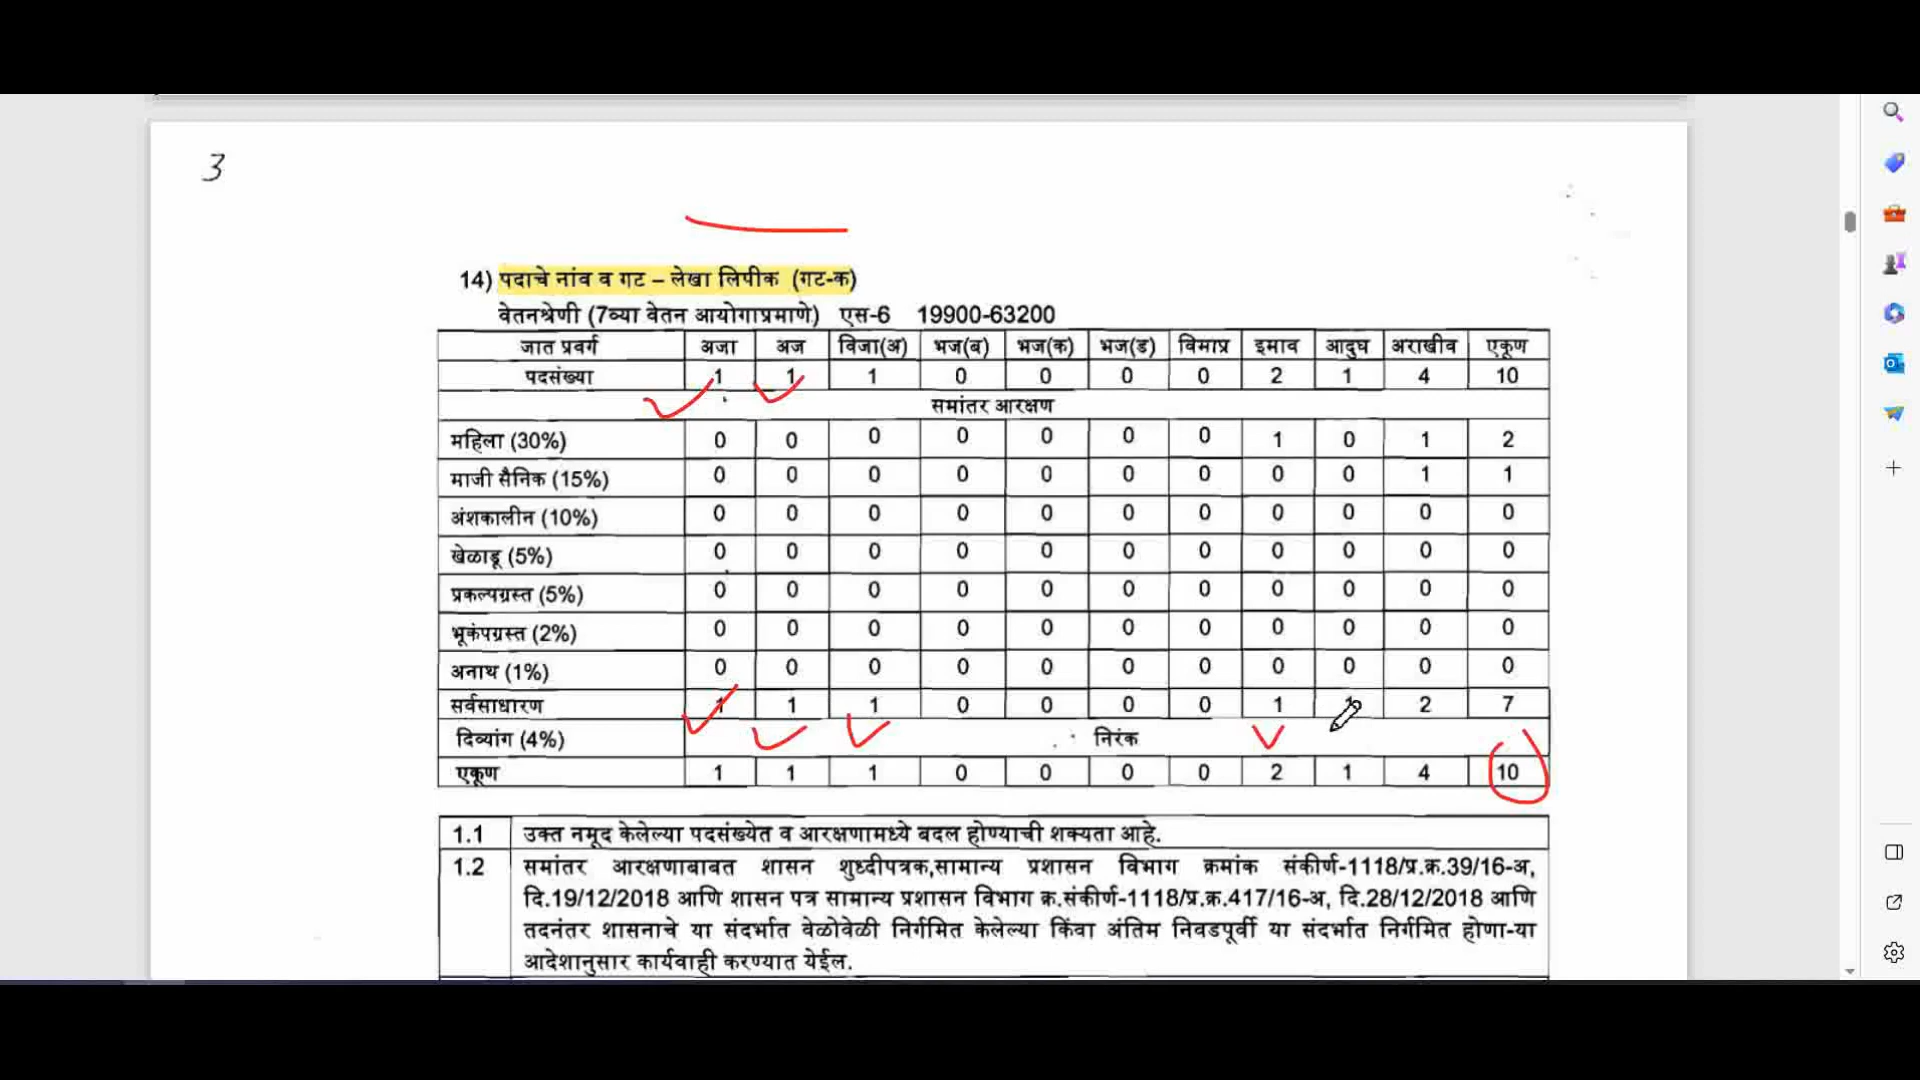 3
14) पदाचे नांव व गट – लेखा लिपीक (गट-क)
वेतनश्रेणी (7व्या वेतन आयोगाप्रमाणे) एस-6 19900-63200
जात प्रवर्ग अजा अज विजा(अ) भज(ब) भज(क) भज(ड) विमाप्र इमाव आदुघ अराखीव एकूण
पदसंख्या 1 1 1 0 0 0 0 2 1 4 10
समांतर आरक्षण
महिला (30%) 0 0 0 0 0 0 0 1 0 1 2
माजी सैनिक (15%) 0 0 0 0 0 0 0 0 0 1 1
अंशकालीन (10%) 0 0 0 0 0 0 0 0 0 0 0
खेळाडू (5%) 0 0 0 0 0 0 0 0 0 0 0
प्रकल्पग्रस्त (5%) 0 0 0 0 0 0 0 0 0 0 0
भूकंपग्रस्त (2%) 0 0 0 0 0 0 0 0 0 0 0
अनाथ (1%) 0 0 0 0 0 0 0 0 0 0 0
सर्वसाधारण 1 1 1 0 0 0 0 1 1 2 7
दिव्यांग (4%) निरंक
एकूण 1 1 1 0 0 0 0 2 1 4 10
1.1 उक्त नमूद केलेल्या पदसंख्येत व आरक्षणामध्ये बदल होण्याची शक्यता आहे.
1.2 समांतर आरक्षणाबाबत शासन शुध्दीपत्रक,सामान्य प्रशासन विभाग क्रमांक संकीर्ण-1118/प्र.क्र.39/16-अ,
दि.19/12/2018 आणि शासन पत्र सामान्य प्रशासन विभाग क्र.संकीर्ण-1118/प्र.क्र.417/16-अ, दि.28/12/2018 आणि
तदनंतर शासनाचे या संदर्भात वेळोवेळी निर्गमित केलेल्या किंवा अंतिम निवडपूर्वी या संदर्भात निर्गमित होणा-या
आदेशानुसार कार्यवाही करण्यात येईल.